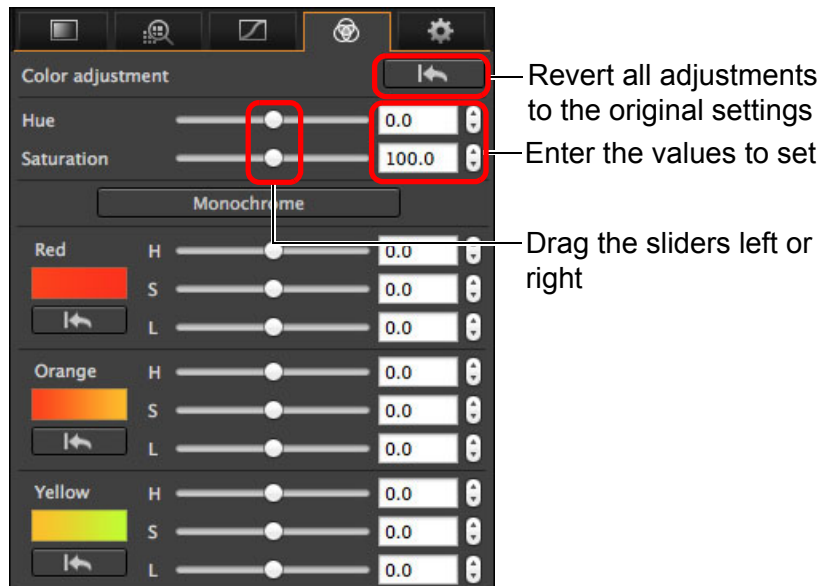 Color adjustment
Revert all adjustments
to the original settings
Hue 0.0
Saturation 100.0
Enter the values to set
Monochrome
Drag the sliders left or
right
Red H 0.0
S 0.0
L 0.0
Orange H 0.0
S 0.0
L 0.0
Yellow H 0.0
S 0.0
L 0.0